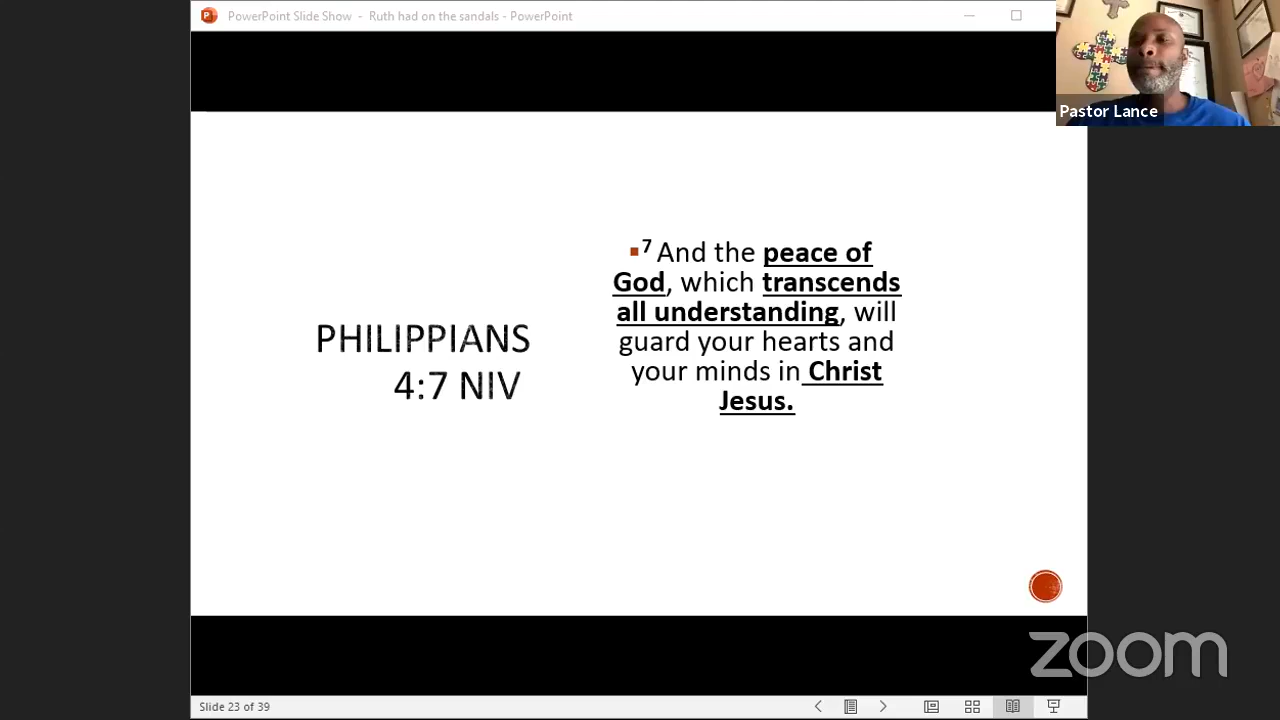 PowerPoint Slide Show - Ruth had on the sandals - PowerPoint
Pastor Lance
PHILIPPIANS
4:7 NIV
▪7 And the peace of
God, which transcends
all understanding, will
guard your hearts and
your minds in Christ
Jesus.
zoom
Slide 23 of 39